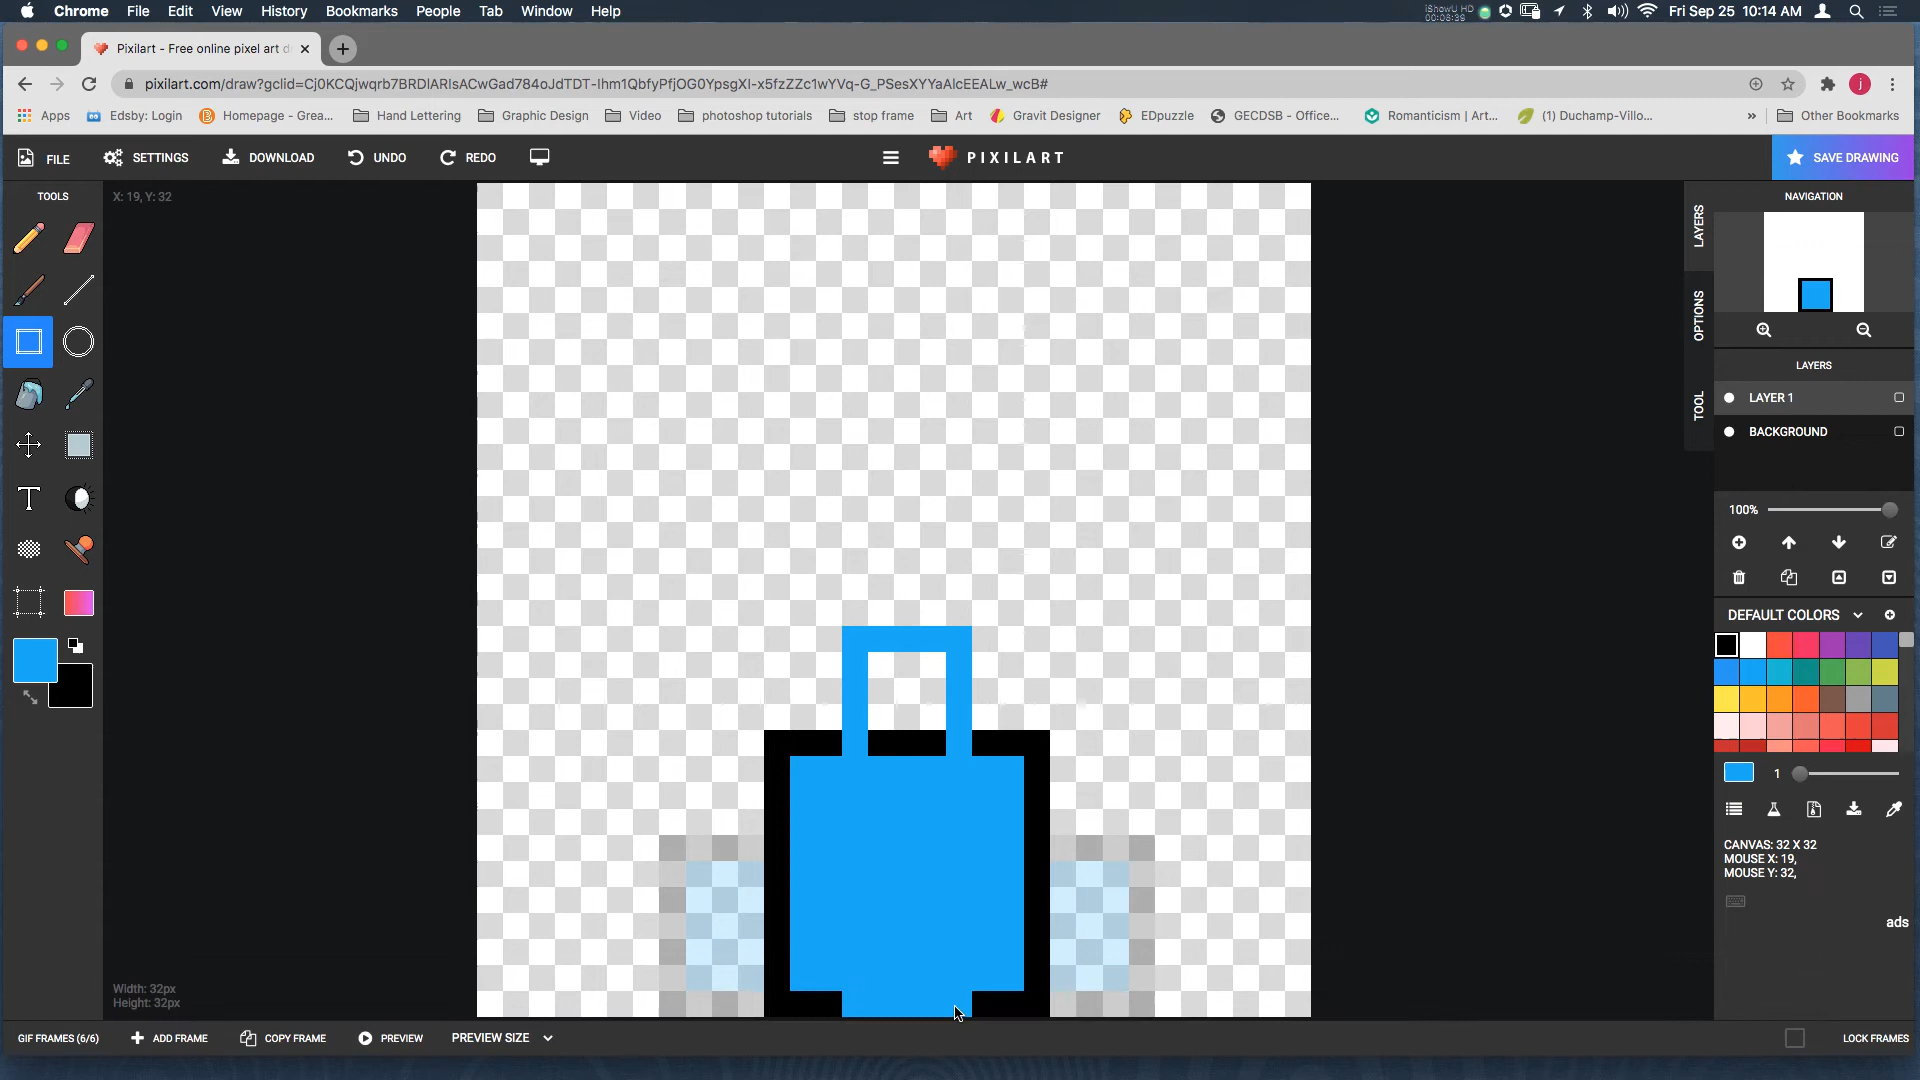 Chrome File Edit View History Bookmarks People Tab Window Help
iShowU HD
00:08:39
Fri Sep 25 10:14 AM
Pixilart - Free online pixel art d
pixilart.com/draw?gclid=Cj0KCQjwqrb7BRDlARIsACwGad784oJdTDT-Ihm1QbfyPfjOG0YpsgXI-x5fzZZc1wYVq-G_PSesXYYaAlcEEALw_wcB#
j
Apps Edsby: Login Homepage - Grea... Hand Lettering Graphic Design Video photoshop tutorials stop frame Art Gravit Designer EDpuzzle GECDSB - Office... Romanticism | Art... (1) Duchamp-Villo... » Other Bookmarks
FILE SETTINGS DOWNLOAD UNDO REDO PIXILART SAVE DRAWING
TOOLS
X: 19, Y: 32
T
Width: 32px
Height: 32px
LAYERS
OPTIONS
TOOL
NAVIGATION
LAYERS
LAYER 1
BACKGROUND
100%
DEFAULT COLORS
1
CANVAS: 32 X 32
MOUSE X: 19,
MOUSE Y: 32,
ads
GIF FRAMES (6/6) ADD FRAME COPY FRAME PREVIEW PREVIEW SIZE LOCK FRAMES